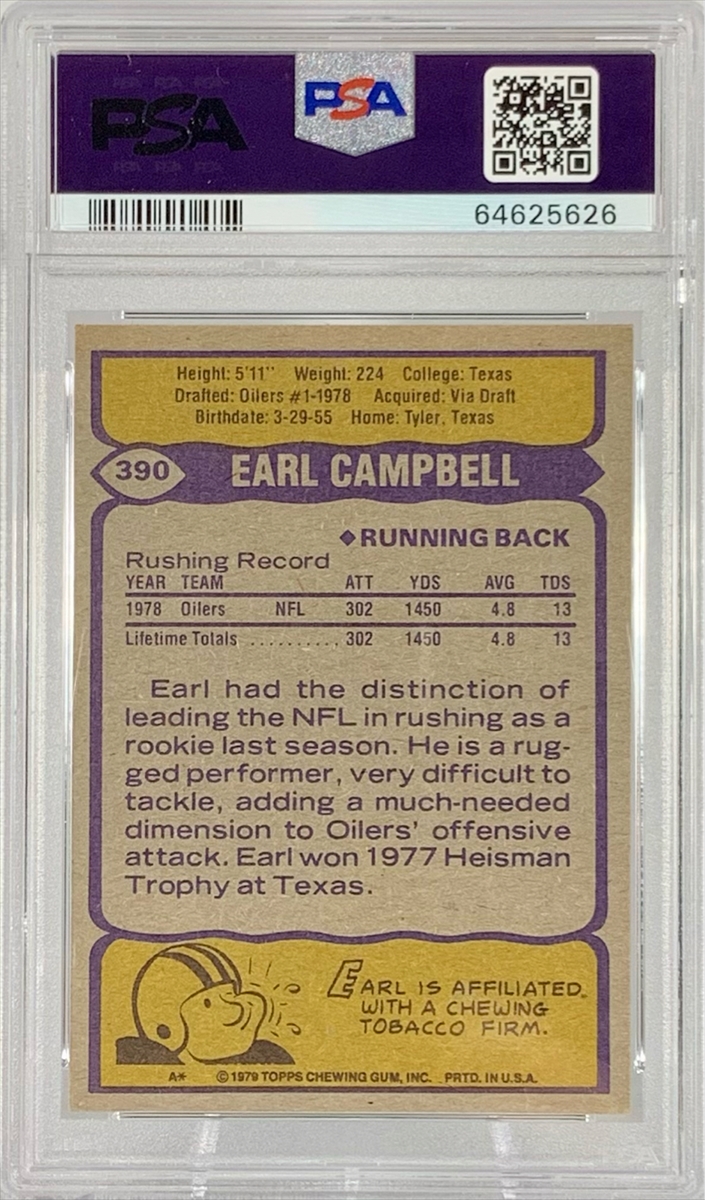 PSA
PSA
64625626
Height: 5'11" Weight: 224 College: Texas
Drafted: Oilers #1-1978 Acquired: Via Draft
Birthdate: 3-29-55 Home: Tyler, Texas
390 EARL CAMPBELL
◆RUNNING BACK
Rushing Record
YEAR TEAM ATT YDS AVG TDS
1978 Oilers NFL 302 1450 4.8 13
Lifetime Totals .......... 302 1450 4.8 13
Earl had the distinction of
leading the NFL in rushing as a
rookie last season. He is a rug-
ged performer, very difficult to
tackle, adding a much-needed
dimension to Oilers' offensive
attack. Earl won 1977 Heisman
Trophy at Texas.
EARL IS AFFILIATED
WITH A CHEWING
TOBACCO FIRM.
A* ©1979 TOPPS CHEWING GUM, INC. PRTD. IN U.S.A.